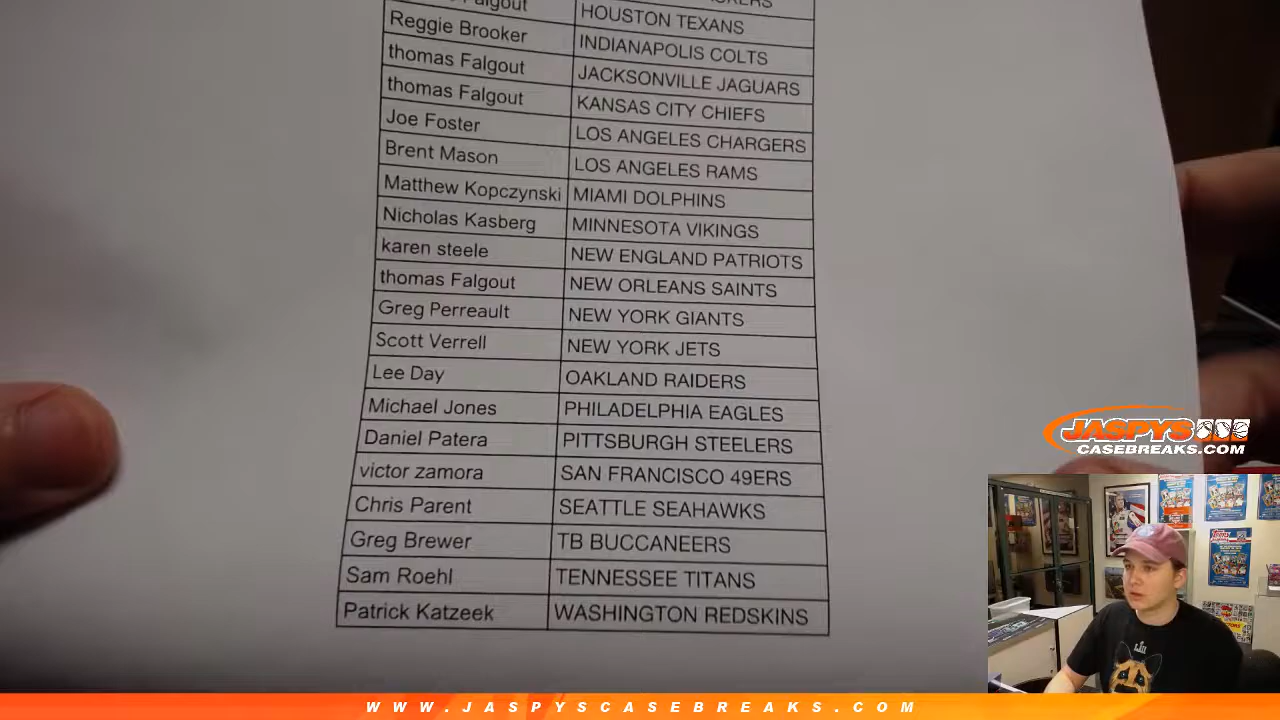 Falgout
HOUSTON TEXANS
Reggie Brooker INDIANAPOLIS COLTS
thomas Falgout JACKSONVILLE JAGUARS
thomas Falgout KANSAS CITY CHIEFS
Joe Foster LOS ANGELES CHARGERS
Brent Mason LOS ANGELES RAMS
Matthew Kopczynski MIAMI DOLPHINS
Nicholas Kasberg MINNESOTA VIKINGS
karen steele NEW ENGLAND PATRIOTS
thomas Falgout NEW ORLEANS SAINTS
Greg Perreault NEW YORK GIANTS
Scott Verrell NEW YORK JETS
Lee Day OAKLAND RAIDERS
Michael Jones PHILADELPHIA EAGLES
Daniel Patera PITTSBURGH STEELERS
victor zamora SAN FRANCISCO 49ERS
Chris Parent SEATTLE SEAHAWKS
Greg Brewer TB BUCCANEERS
Sam Roehl TENNESSEE TITANS
Patrick Katzeek WASHINGTON REDSKINS
JASPYS
CASEBREAKS.COM
WWW.JASPYSCASEBREAKS.COM